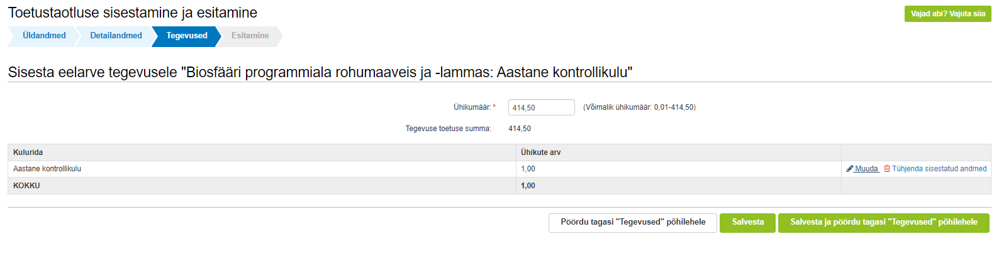 Toetustaotluse sisestamine ja esitamine
Vajad abi? Vajuta siia
Üldandmed Detailandmed Tegevused Esitamine
Sisesta eelarve tegevusele "Biosfääri programmiala rohumaaveis ja -lammas: Aastane kontrollikulu"
Ühikumäär: * 414,50 (Võimalik ühikumäär: 0,01-414,50)
Tegevuse toetuse summa: 414,50
Kulurida Ühikute arv
Aastane kontrollikulu 1,00 Muuda Tühjenda sisestatud andmed
KOKKU 1,00
Pöördu tagasi "Tegevused" põhilehele Salvesta Salvesta ja pöördu tagasi "Tegevused" põhilehele